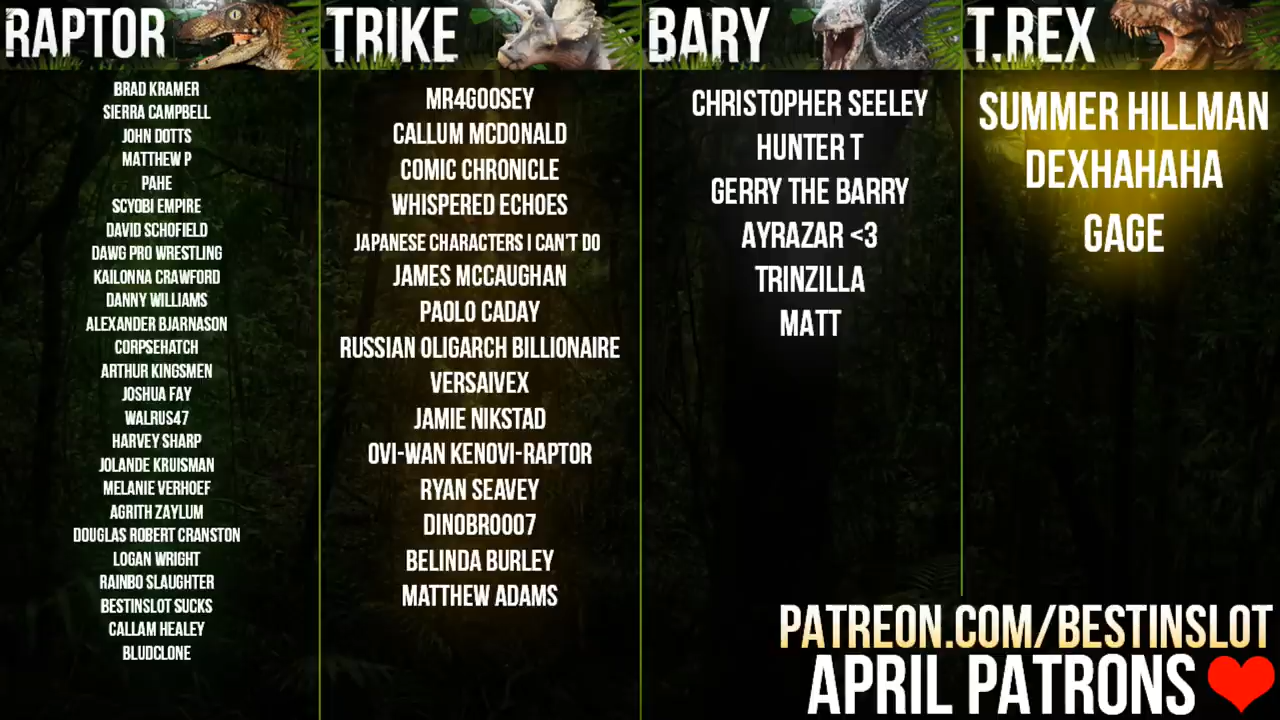 RAPTOR
BRAD KRAMER
SIERRA CAMPBELL
JOHN DOTTS
MATTHEW P
PAHE
SCYOBI EMPIRE
DAVID SCHOFIELD
DAWG PRO WRESTLING
KAILONNA CRAWFORD
DANNY WILLIAMS
ALEXANDER BJARNASON
CORPSEHATCH
ARTHUR KINGSMEN
JOSHUA FAY
WALRUS47
HARVEY SHARP
JOLANDE KRUISMAN
MELANIE VERHOEF
AGRITH ZAYLUM
DOUGLAS ROBERT CRANSTON
LOGAN WRIGHT
RAINBO SLAUGHTER
BESTINSLOT SUCKS
CALLAM HEALEY
BLUDCLONE
TRIKE
MR4GOOSEY
CALLUM MCDONALD
COMIC CHRONICLE
WHISPERED ECHOES
JAPANESE CHARACTERS I CAN'T DO
JAMES MCCAUGHAN
PAOLO CADAY
RUSSIAN OLIGARCH BILLIONAIRE
VERSAIVEX
JAMIE NIKSTAD
OVI-WAN KENOVI-RAPTOR
RYAN SEAVEY
DINOBRO007
BELINDA BURLEY
MATTHEW ADAMS
BARY
CHRISTOPHER SEELEY
HUNTER T
GERRY THE BARRY
AYRAZAR <3
TRINZILLA
MATT
T.REX
SUMMER HILLMAN
DEXHAHAHA
GAGE
PATREON.COM/BESTINSLOT
APRIL PATRONS